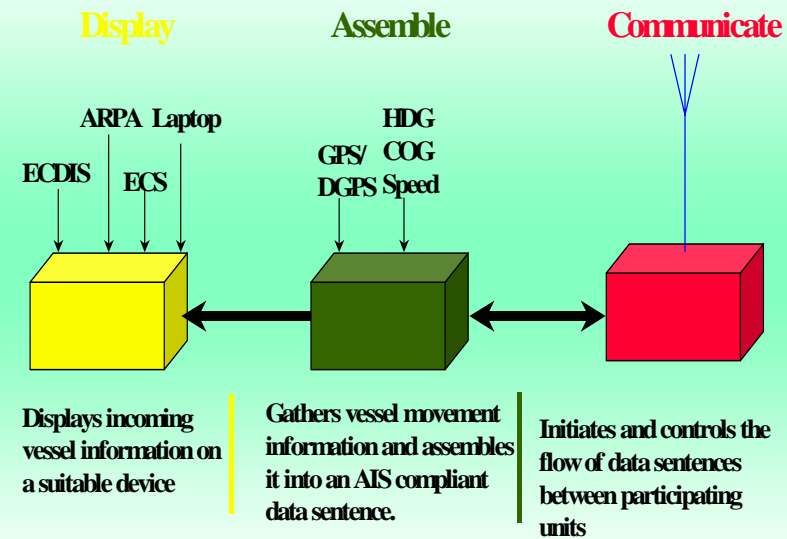 Display
Assemble
Communicate
ARPA
Laptop
ECDIS
ECS
GPS/
DGPS
HDG
COG
Speed
Displays incoming
vessel information on
a suitable device
Gathers vessel movement
information and assembles
it into an AIS compliant
data sentence.
Initiates and controls the
flow of data sentences
between participating
units